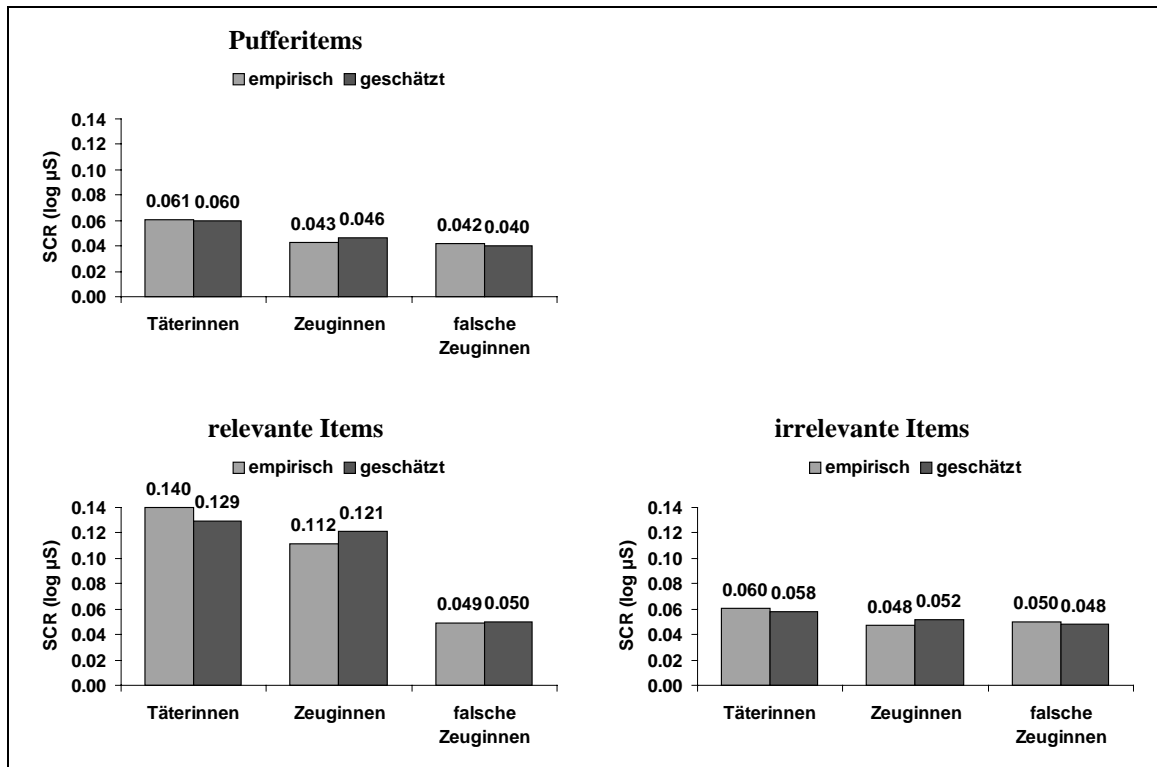 Pufferitems
empirisch geschätzt
SCR (log µS)
0.14
0.12
0.10
0.08
0.06
0.04
0.02
0.00
0.061 0.060
0.043 0.046
0.042 0.040
Täterinnen Zeuginnen falsche
Zeuginnen
relevante Items
empirisch geschätzt
SCR (log µS)
0.14
0.12
0.10
0.08
0.06
0.04
0.02
0.00
0.140 0.129
0.112 0.121
0.049 0.050
Täterinnen Zeuginnen falsche
Zeuginnen
irrelevante Items
empirisch geschätzt
SCR (log µS)
0.14
0.12
0.10
0.08
0.06
0.04
0.02
0.00
0.060 0.058
0.048 0.052
0.050 0.048
Täterinnen Zeuginnen falsche
Zeuginnen